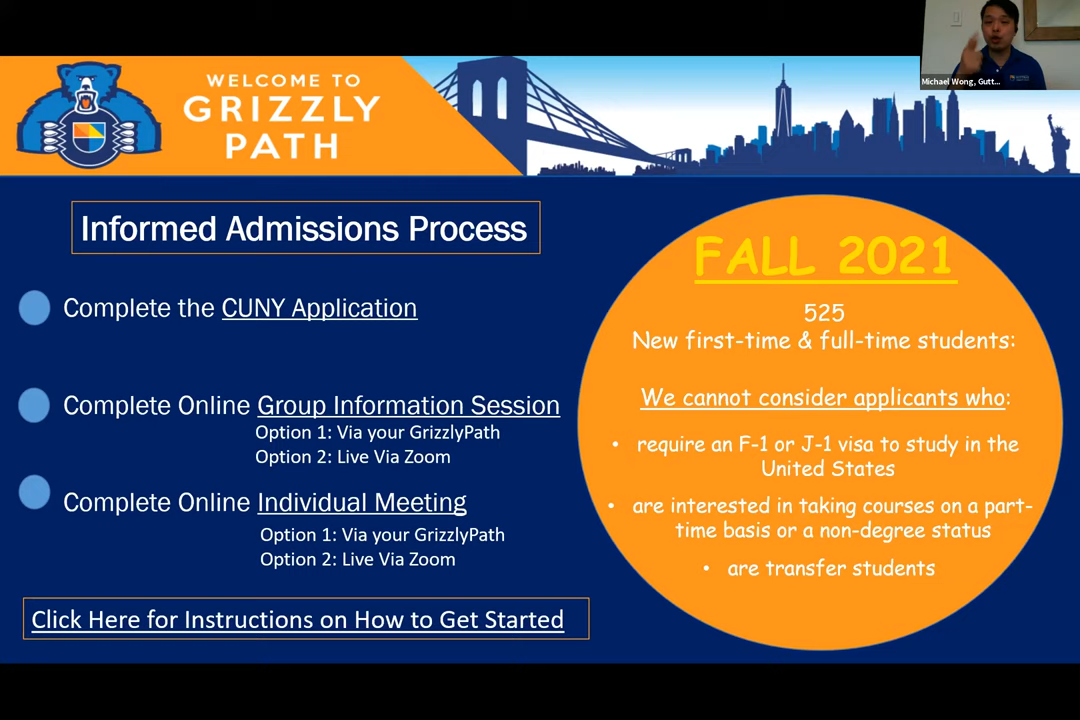 Michael Wong, Gutt...
WELCOME TO
GRIZZLY
PATH
Informed Admissions Process
Complete the CUNY Application
Complete Online Group Information Session
Option 1: Via your GrizzlyPath
Option 2: Live Via Zoom
Complete Online Individual Meeting
Option 1: Via your GrizzlyPath
Option 2: Live Via Zoom
Click Here for Instructions on How to Get Started
FALL 2021
525
New first-time & full-time students:
We cannot consider applicants who:
• require an F-1 or J-1 visa to study in the
United States
• are interested in taking courses on a part-
time basis or a non-degree status
• are transfer students